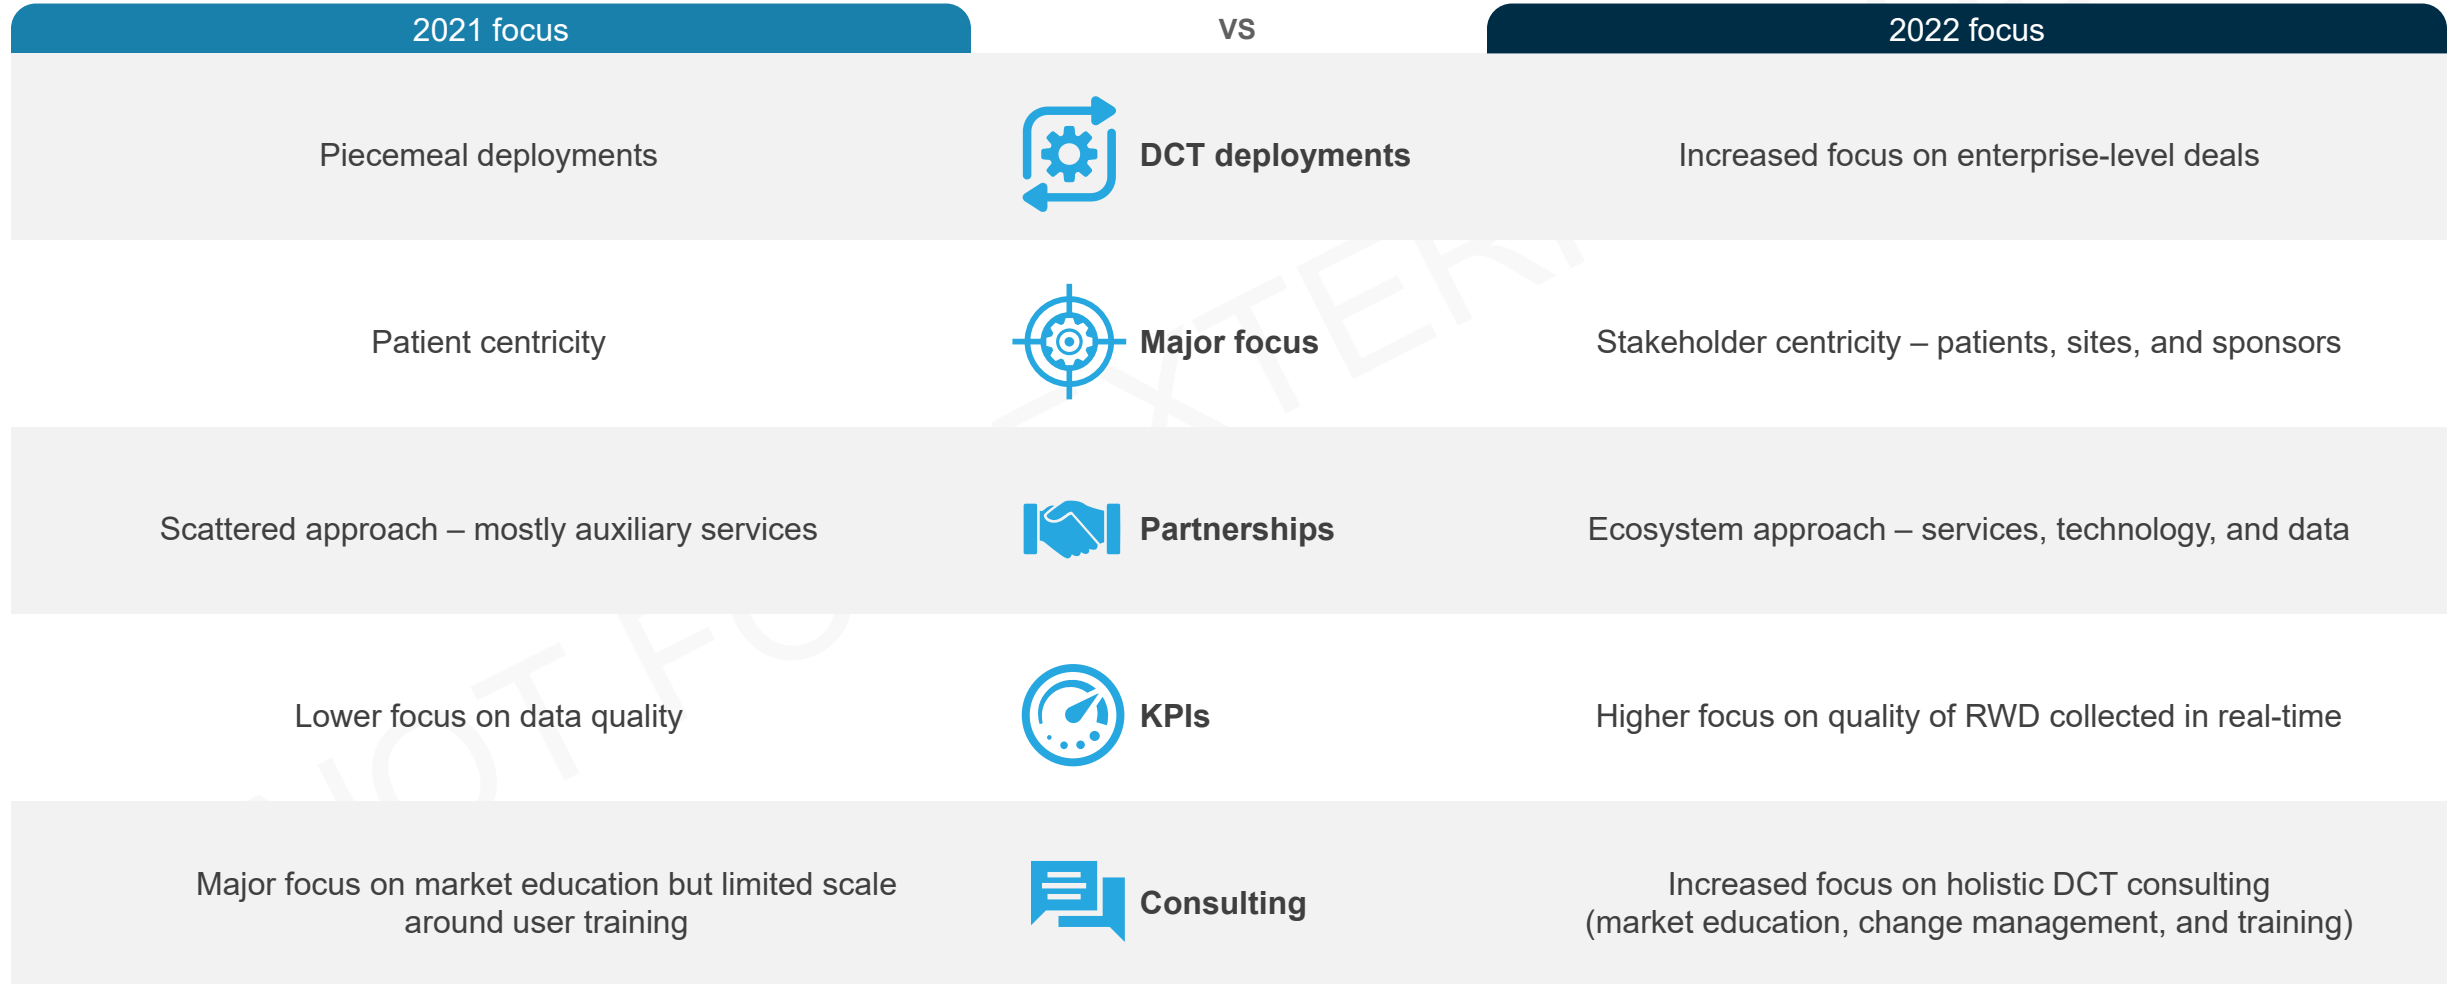 2021 focus
VS
2022 focus
Piecemeal deployments
DCT deployments
Increased focus on enterprise-level deals
Patient centricity
Major focus
Stakeholder centricity – patients, sites, and sponsors
Scattered approach – mostly auxiliary services
Partnerships
Ecosystem approach – services, technology, and data
Lower focus on data quality
KPIs
Higher focus on quality of RWD collected in real-time
Major focus on market education but limited scale
around user training
Consulting
Increased focus on holistic DCT consulting
(market education, change management, and training)
NOT